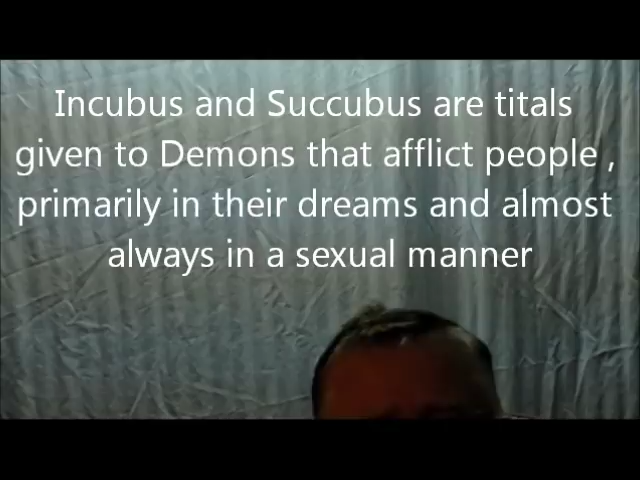 Incubus and Succubus are titals
given to Demons that afflict people ,
primarily in their dreams and almost
always in a sexual manner